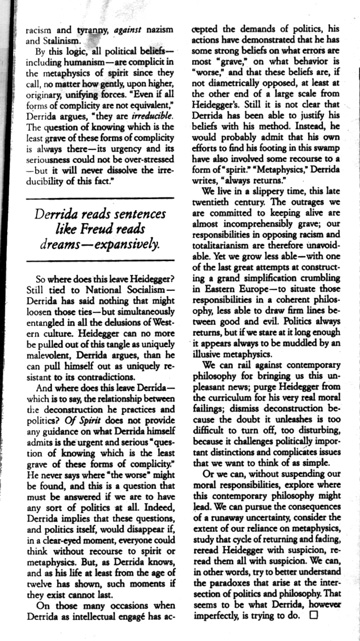 racism and tyranny, against nazism
and Stalinism.
By this logic, all political beliefs—
including humanism—are complicit in
the metaphysics of spirit since they
call, no matter how gently, upon higher,
originary, unifying forces. "Even if all
forms of complicity are not equivalent,"
Derrida argues, "they are irreducible.
The question of knowing which is the
least grave of these forms of complicity
is always there—its urgency and its
seriousness could not be over-stressed
—but it will never dissolve the irre-
ducibility of this fact."
Derrida reads sentences
like Freud reads
dreams—expansively.
So where does this leave Heidegger?
Still tied to National Socialism—
Derrida has said nothing that might
loosen those ties—but simultaneously
entangled in all the delusions of West-
ern culture. Heidegger can no more
be pulled out of this tangle as uniquely
malevolent, Derrida argues, than he
can pull himself out as uniquely re-
sistant to its contradictions.
And where does this leave Derrida—
which is to say, the relationship between
the deconstruction he practices and
politics? Of Spirit does not provide
any guidance on what Derrida himself
admits is the urgent and serious "ques-
tion of knowing which is the least
grave of these forms of complicity."
He never says where "the worse" might
be found, and this is a question that
must be answered if we are to have
any sort of politics at all. Indeed,
Derrida implies that these questions,
and politics itself, would disappear if,
in a clear-eyed moment, everyone could
think without recourse to spirit or
metaphysics. But, as Derrida knows,
and as his life at least from the age of
twelve has shown, such moments if
they exist cannot last.
On those many occasions when
Derrida as intellectual engagé has ac-
cepted the demands of politics, his
actions have demonstrated that he has
some strong beliefs on what errors are
most "grave," on what behavior is
"worse," and that these beliefs are, if
not diametrically opposed, at least at
the other end of a large scale from
Heidegger's. Still it is not clear that
Derrida has been able to justify his
beliefs with his method. Instead, he
would probably admit that his own
efforts to find his footing in this swamp
have also involved some recourse to a
form of "spirit." "Metaphysics," Derrida
writes, "always returns."
We live in a slippery time, this late
twentieth century. The outrages we
are committed to keeping alive are
almost incomprehensibly grave; our
responsibilities in opposing racism and
totalitarianism are therefore unavoid-
able. Yet we grow less able—with one
of the last great attempts at construct-
ing a grand simplification crumbling
in Eastern Europe—to situate those
responsibilities in a coherent philos-
ophy, less able to draw firm lines be-
tween good and evil. Politics always
returns, but if we stare at it long enough
it appears always to be muddled by an
illusive metaphysics.
We can rail against contemporary
philosophy for bringing us this un-
pleasant news; purge Heidegger from
the curriculum for his very real moral
failings; dismiss deconstruction be-
cause the doubt it unleashes is too
difficult to turn off, too disturbing,
because it challenges politically impor-
tant distinctions and complicates issues
that we want to think of as simple.
Or we can, without suspending our
moral responsibilities, explore where
this contemporary philosophy might
lead. We can pursue the consequences
of a runaway uncertainty, consider the
extent of our reliance on metaphysics,
study that cycle of returning and fading,
reread Heidegger with suspicion, re-
read them all with suspicion. We can,
in other words, try to better understand
the paradoxes that arise at the inter-
section of politics and philosophy. That
seems to be what Derrida, however
imperfectly, is trying to do. □